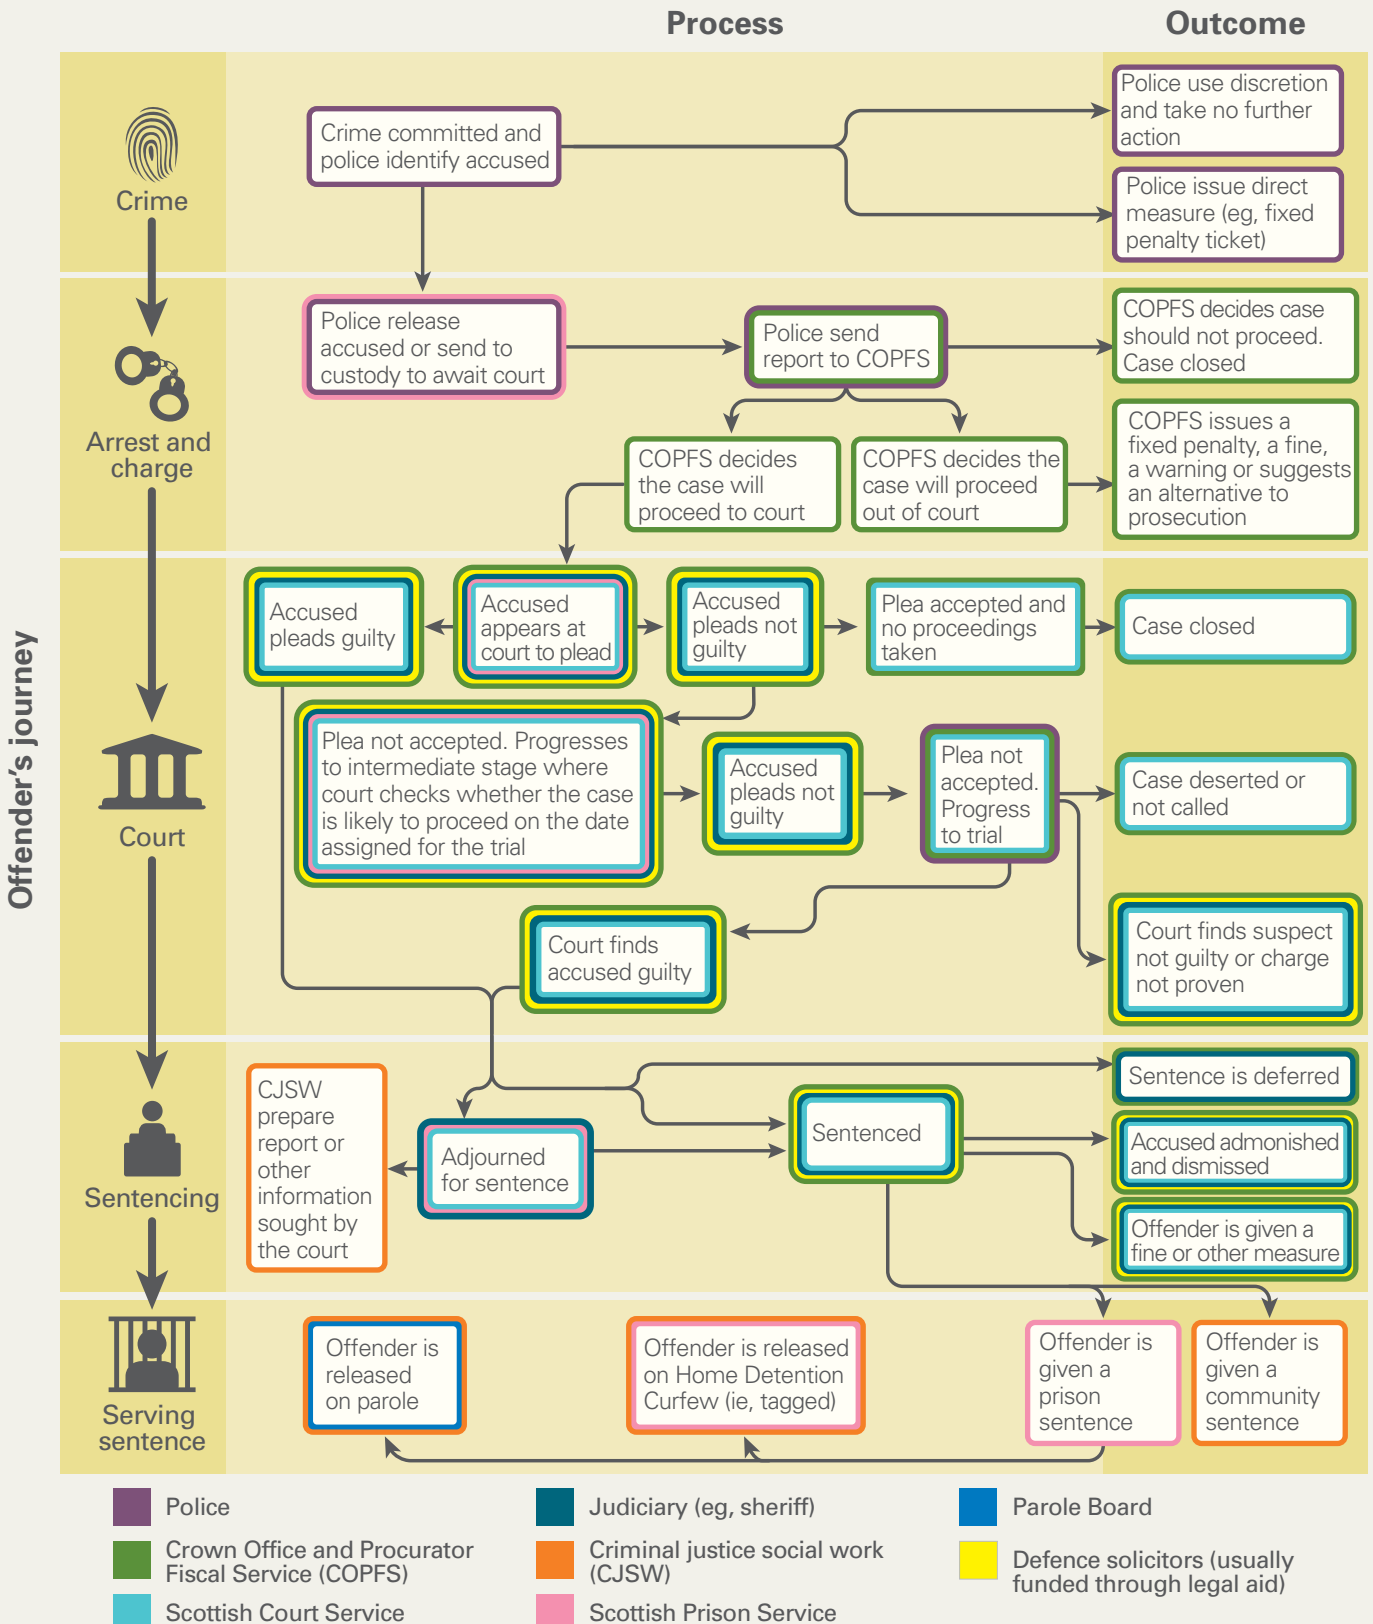 Process
Outcome
Offender's journey
Crime
Crime committed and
police identify accused
Police use discretion
and take no further
action
Police issue direct
measure (eg, fixed
penalty ticket)
Arrest and
charge
Police release
accused or send to
custody to await court
Police send
report to COPFS
COPFS decides case
should not proceed.
Case closed
COPFS decides
the case will
proceed to court
COPFS decides the
case will proceed
out of court
COPFS issues a
fixed penalty, a fine,
a warning or suggests
an alternative to
prosecution
Court
Accused
pleads guilty
Accused
appears at
court to plead
Accused
pleads not
guilty
Plea accepted and
no proceedings
taken
Case closed
Plea not accepted. Progresses
to intermediate stage where
court checks whether the case
is likely to proceed on the date
assigned for the trial
Accused
pleads not
guilty
Plea not
accepted.
Progress
to trial
Case deserted or
not called
Court finds
accused guilty
Court finds suspect
not guilty or charge
not proven
Sentencing
CJSW
prepare
report or
other
information
sought by
the court
Adjourned
for sentence
Sentenced
Sentence is deferred
Accused admonished
and dismissed
Offender is given a
fine or other measure
Serving
sentence
Offender is
released
on parole
Offender is released
on Home Detention
Curfew (ie, tagged)
Offender is
given a
prison
sentence
Offender is
given a
community
sentence
Police
Crown Office and Procurator
Fiscal Service (COPFS)
Scottish Court Service
Judiciary (eg, sheriff)
Criminal justice social work
(CJSW)
Scottish Prison Service
Parole Board
Defence solicitors (usually
funded through legal aid)